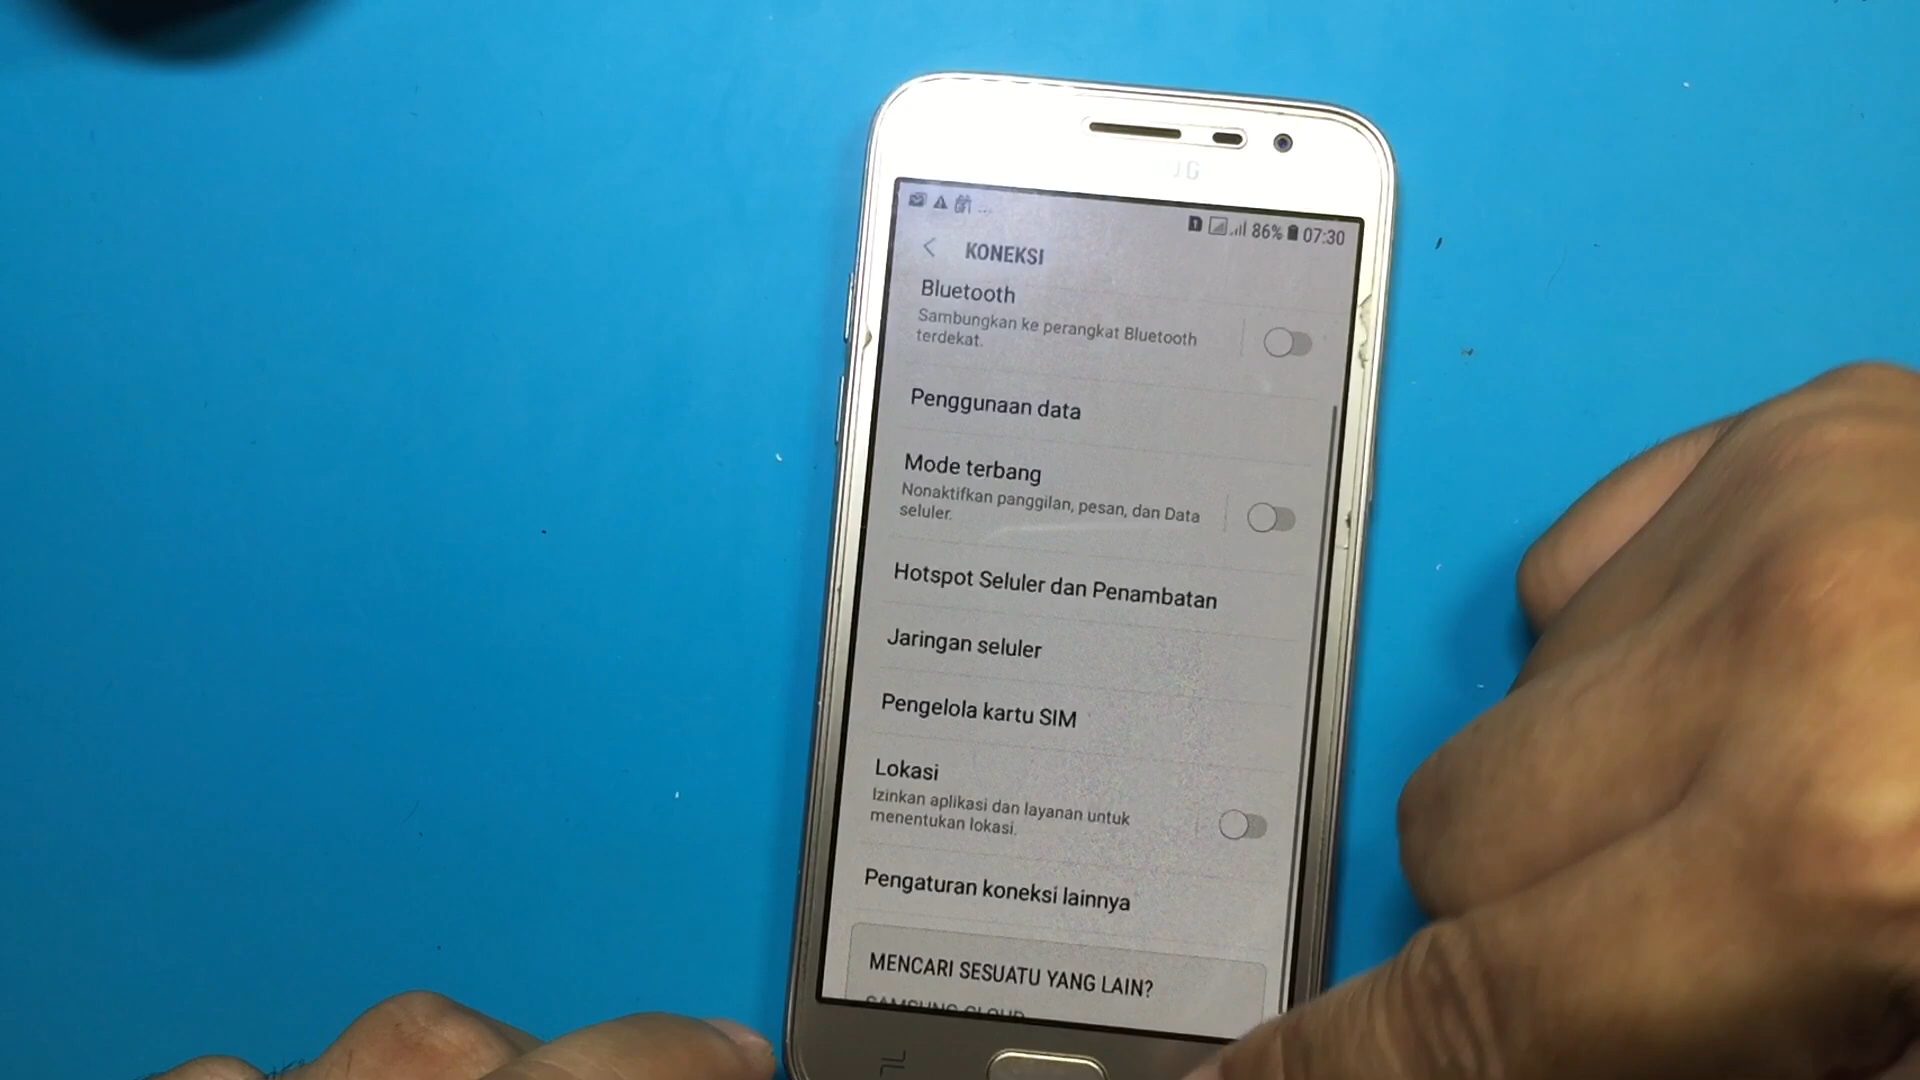 86% 07:30
KONEKSI
Bluetooth
Sambungkan ke perangkat Bluetooth
terdekat.
Penggunaan data
Mode terbang
Nonaktifkan panggilan, pesan, dan Data
seluler.
Hotspot Seluler dan Penambatan
Jaringan seluler
Pengelola kartu SIM
Lokasi
Izinkan aplikasi dan layanan untuk
menentukan lokasi.
Pengaturan koneksi lainnya
MENCARI SESUATU YANG LAIN?
SAMSUNG CLOUD